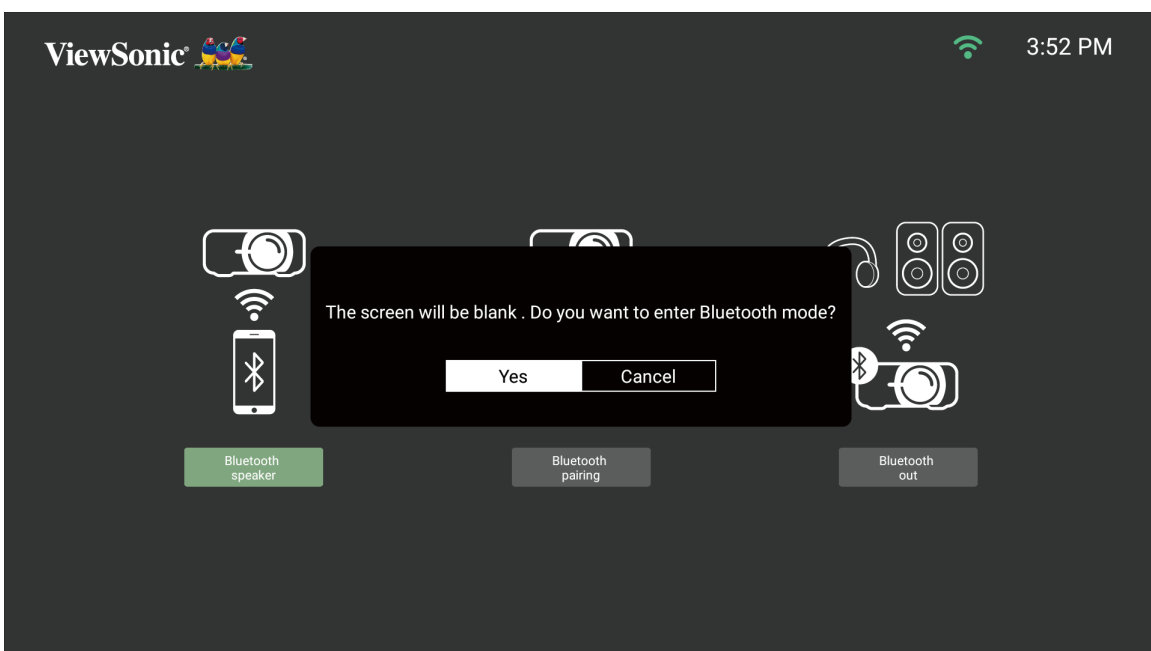 ViewSonic®
3:52 PM
The screen will be blank . Do you want to enter Bluetooth mode?
Yes
Cancel
Bluetooth
speaker
Bluetooth
pairing
Bluetooth
out